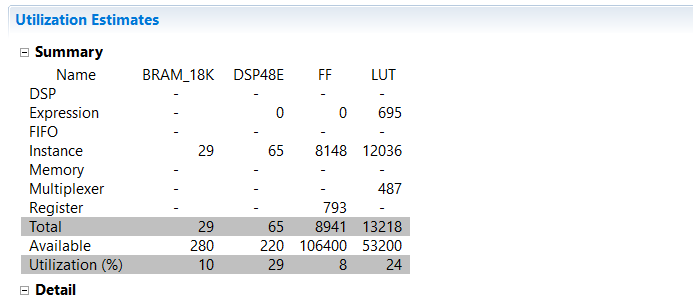 Utilization Estimates
Summary
Name BRAM_18K DSP48E FF LUT
DSP - - - -
Expression - 0 0 695
FIFO - - - -
Instance 29 65 8148 12036
Memory - - - -
Multiplexer - - - 487
Register - - 793 -
Total 29 65 8941 13218
Available 280 220 106400 53200
Utilization (%) 10 29 8 24
Detail